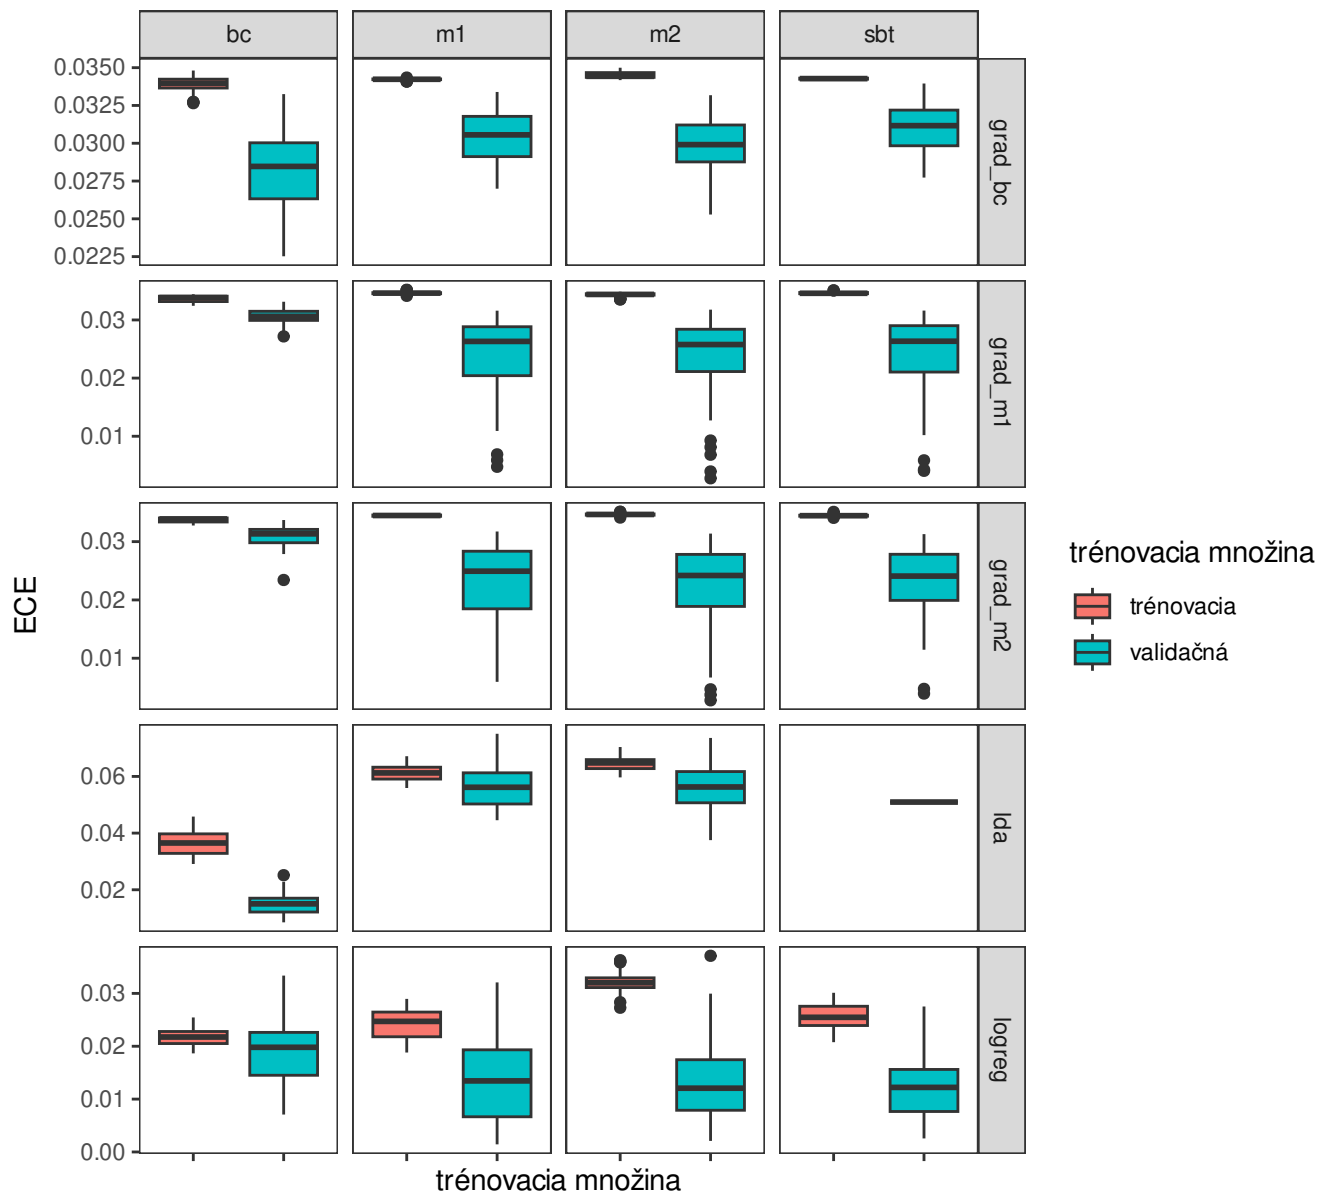 bc
m1
m2
sbt
0.0350
0.0325
0.0300
0.0275
0.0250
0.0225
grad_bc
0.03
0.02
0.01
grad_m1
0.03
0.02
0.01
grad_m2
0.06
0.04
0.02
lda
0.03
0.02
0.01
0.00
logreg
ECE
trénovacia množina
trénovacia množina
trénovacia
validačná